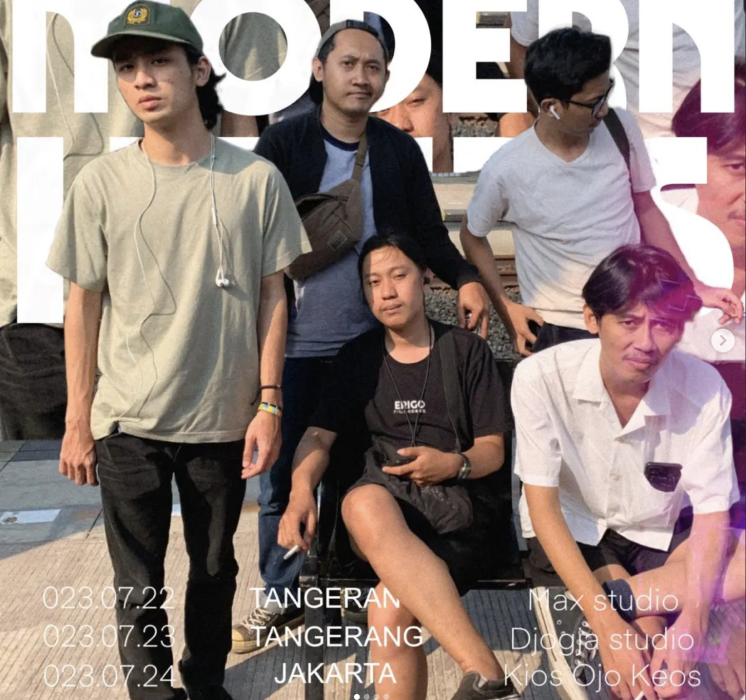 MODERN
ERIGO
023.07.22 TANGERAN Max studio
023.07.23 TANGERANG Djogja studio
023.07.24 JAKARTA Kios Ojo Keos